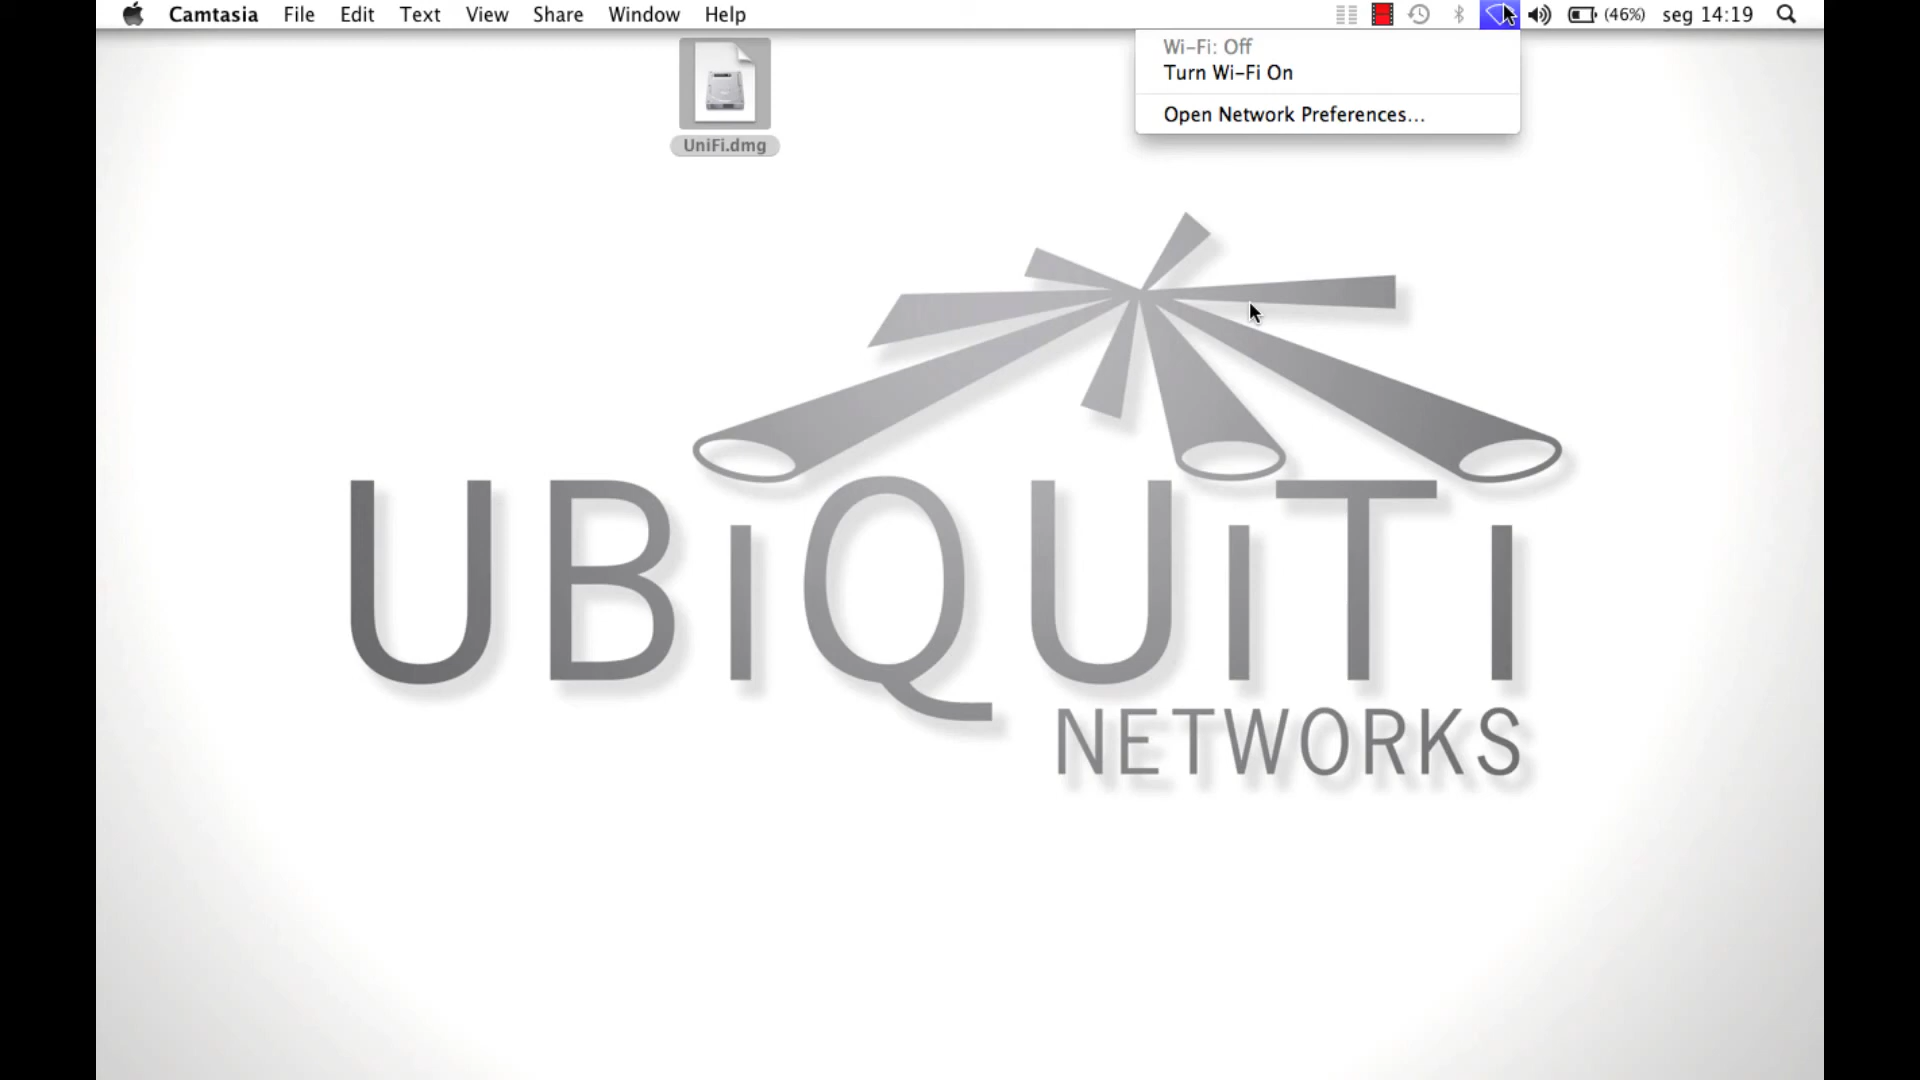 Camtasia File Edit Text View Share Window Help (46%) seg 14:19
Wi-Fi: Off
Turn Wi-Fi On
Open Network Preferences...
UniFi.dmg
UBiQUiTi
NETWORKS